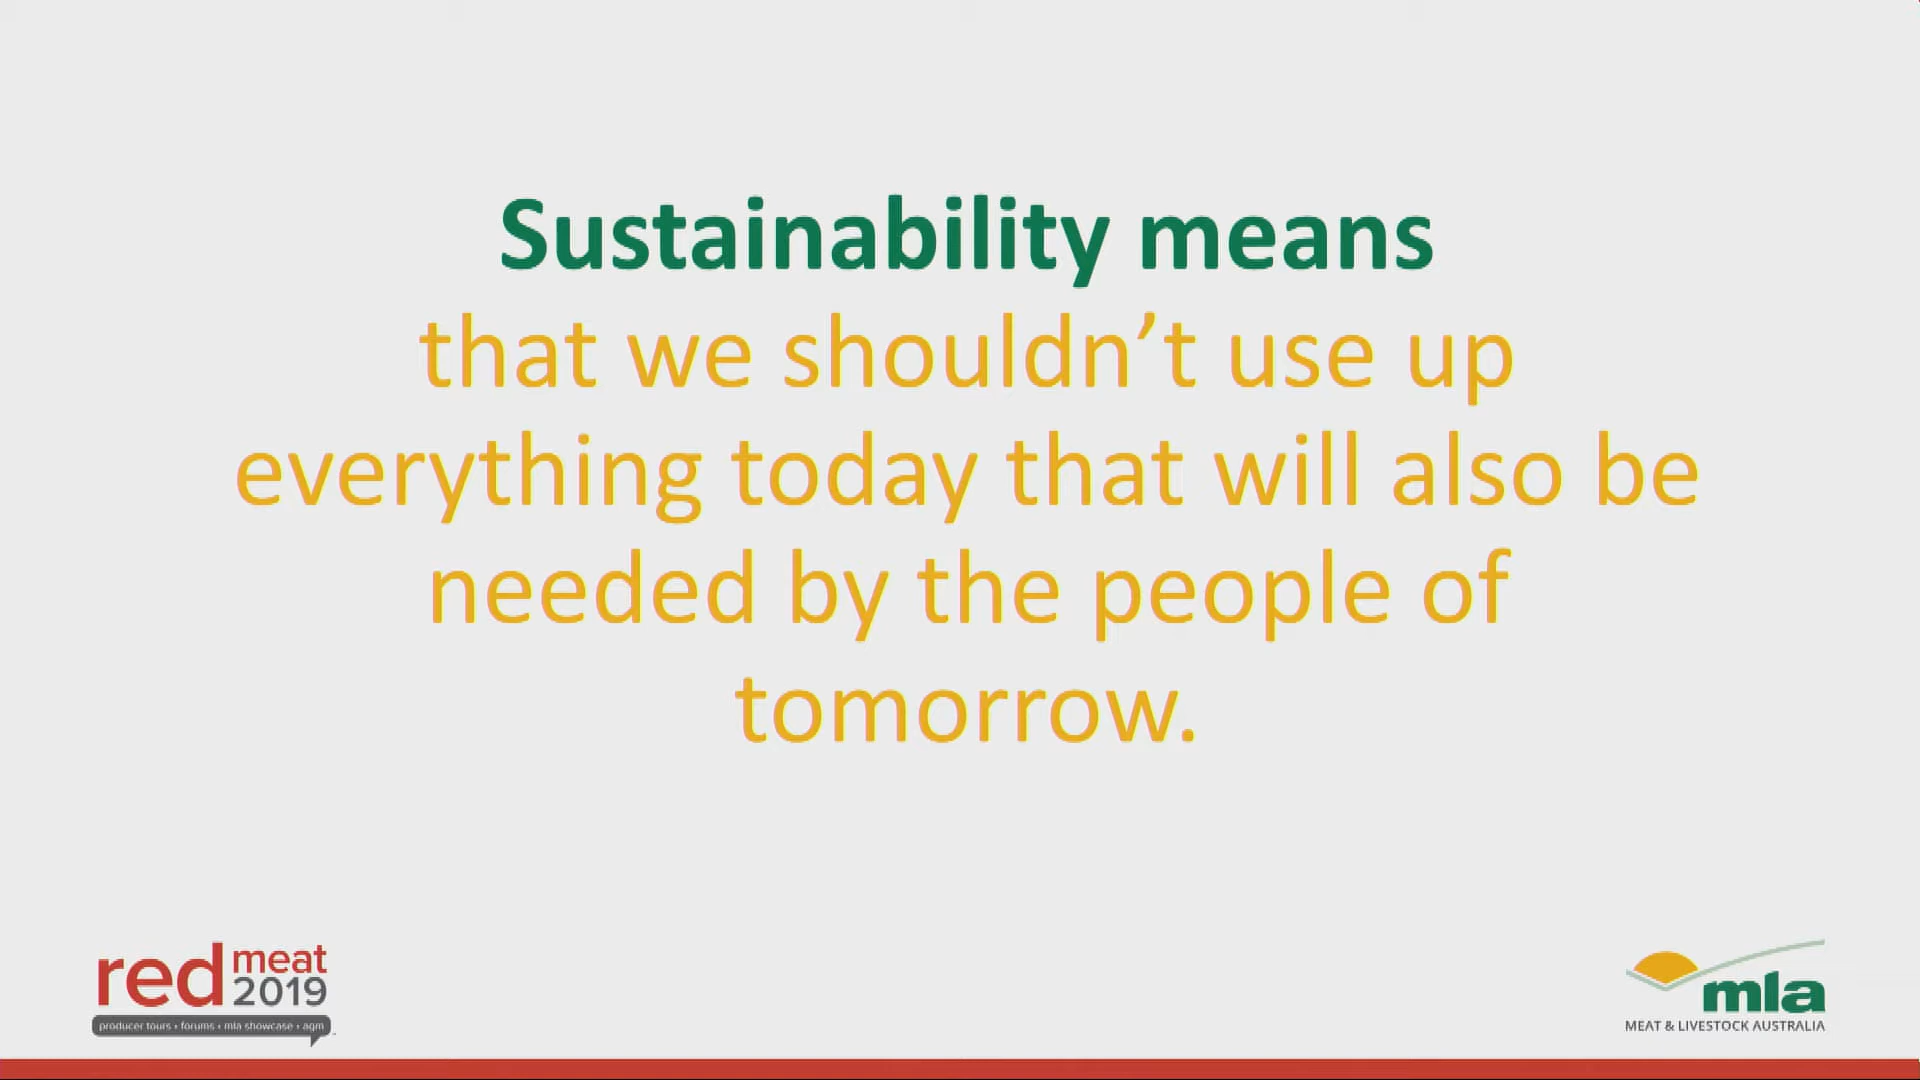 Sustainability means
that we shouldn’t use up
everything today that will also be
needed by the people of
tomorrow.
red meat 2019
producer tours • forums • mla showcase • agm
mla
MEAT & LIVESTOCK AUSTRALIA